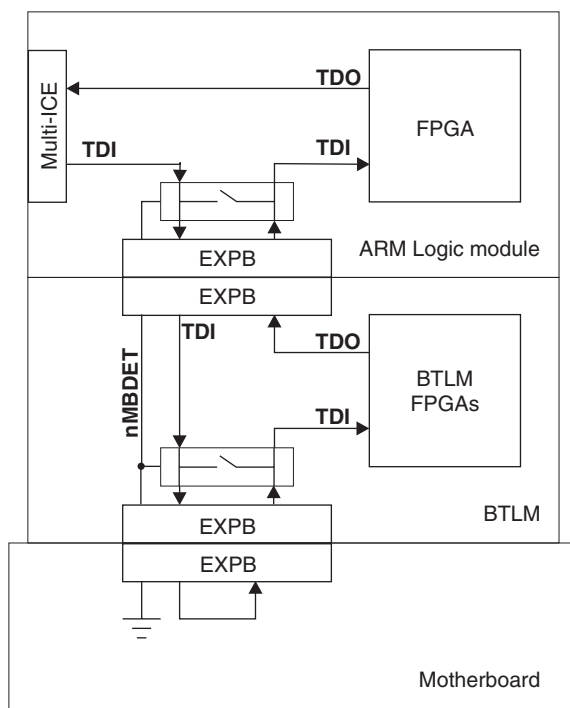 TDO
Multi-ICE
FPGA
TDI
TDI
EXPB
ARM Logic module
EXPB
TDI
TDO
nMBDET
BTLM
FPGAs
TDI
EXPB
BTLM
EXPB
Motherboard